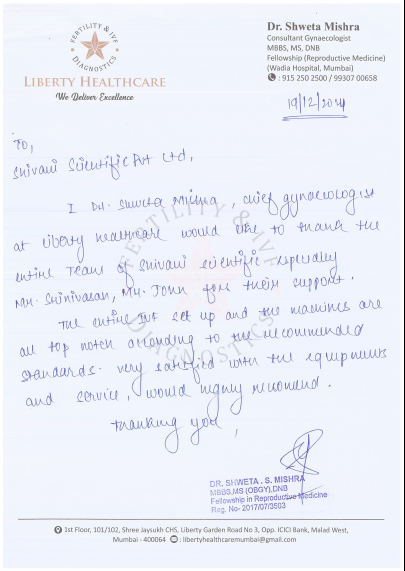 FERTILITY & IVF
DIAGNOSTICS
LIBERTY HEALTHCARE
We Deliver Excellence
Dr. Shweta Mishra
Consultant Gynaecologist
MBBS, MS, DNB
Fellowship (Reproductive Medicine)
(Wadia Hospital, Mumbai)
: 915 250 2500 / 99307 00658
19/12/2024
To,
Shivani Scientific Pvt Ltd,
I Dr. Shweta Mishra, chief gynaecologist
at liberty healthcare would like to thank the
entire team of shivani scientific especially
Mr. Shrinivasan, Mr. John for their support.
The entire IVF set up and the machines are
all top notch according to the recommended
standards. very satisfied with the equipments
and service, would highly recomend.
Thanking you,
FERTILITY & IVF
DIAGNOSTICS
DR. SHWETA . S. MISHRA
MBBS,MS (OBGY),DNB
Fellowship in Reproductive Medicine
Reg. No- 2017/07/3503
1st Floor, 101/102, Shree Jaysukh CHS, Liberty Garden Road No 3, Opp. ICICI Bank, Malad West,
Mumbai - 400064 : libertyhealthcaremumbai@gmail.com